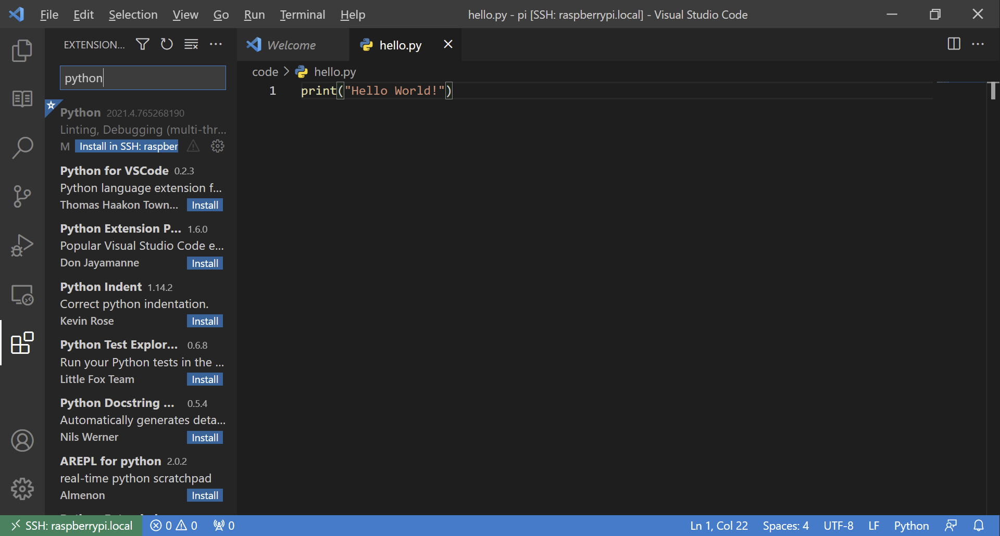 File Edit Selection View Go Run Terminal Help
hello.py - pi [SSH: raspberrypi.local] - Visual Studio Code
EXTENSION...
python
Python 2021.4.765268190
Linting, Debugging (multi-thr...
M Install in SSH: raspber
Python for VSCode 0.2.3
Python language extension f...
Thomas Haakon Town... Install
Python Extension P... 1.6.0
Popular Visual Studio Code e...
Don Jayamanne Install
Python Indent 1.14.2
Correct python indentation.
Kevin Rose Install
Python Test Explor... 0.6.8
Run your Python tests in the ...
Little Fox Team Install
Python Docstring ... 0.5.4
Automatically generates deta...
Nils Werner Install
AREPL for python 2.0.2
real-time python scratchpad
Almenon Install
Welcome
hello.py
code > hello.py
1 print("Hello World!")
SSH: raspberrypi.local 0 0 0
Ln 1, Col 22 Spaces: 4 UTF-8 LF Python